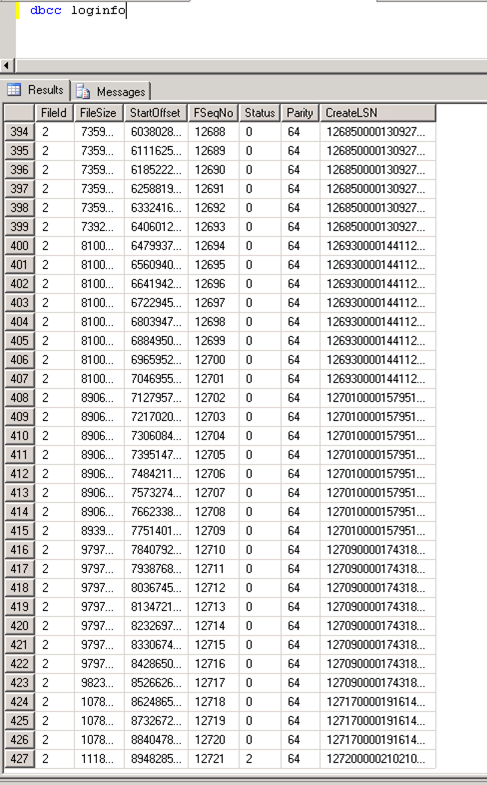 dbcc loginfo
Results Messages
FileId FileSize StartOffset FSeqNo Status Parity CreateLSN
394 2 7359... 6038028... 12688 0 64 126850000130927...
395 2 7359... 6111625... 12689 0 64 126850000130927...
396 2 7359... 6185222... 12690 0 64 126850000130927...
397 2 7359... 6258819... 12691 0 64 126850000130927...
398 2 7359... 6332416... 12692 0 64 126850000130927...
399 2 7392... 6406012... 12693 0 64 126850000130927...
400 2 8100... 6479937... 12694 0 64 126930000144112...
401 2 8100... 6560940... 12695 0 64 126930000144112...
402 2 8100... 6641942... 12696 0 64 126930000144112...
403 2 8100... 6722945... 12697 0 64 126930000144112...
404 2 8100... 6803947... 12698 0 64 126930000144112...
405 2 8100... 6884950... 12699 0 64 126930000144112...
406 2 8100... 6965952... 12700 0 64 126930000144112...
407 2 8100... 7046955... 12701 0 64 126930000144112...
408 2 8906... 7127957... 12702 0 64 127010000157951...
409 2 8906... 7217020... 12703 0 64 127010000157951...
410 2 8906... 7306084... 12704 0 64 127010000157951...
411 2 8906... 7395147... 12705 0 64 127010000157951...
412 2 8906... 7484211... 12706 0 64 127010000157951...
413 2 8906... 7573274... 12707 0 64 127010000157951...
414 2 8906... 7662338... 12708 0 64 127010000157951...
415 2 8939... 7751401... 12709 0 64 127010000157951...
416 2 9797... 7840792... 12710 0 64 127090000174318...
417 2 9797... 7938768... 12711 0 64 127090000174318...
418 2 9797... 8036745... 12712 0 64 127090000174318...
419 2 9797... 8134721... 12713 0 64 127090000174318...
420 2 9797... 8232697... 12714 0 64 127090000174318...
421 2 9797... 8330674... 12715 0 64 127090000174318...
422 2 9797... 8428650... 12716 0 64 127090000174318...
423 2 9823... 8526626... 12717 0 64 127090000174318...
424 2 1078... 8624865... 12718 0 64 127170000191614...
425 2 1078... 8732672... 12719 0 64 127170000191614...
426 2 1078... 8840478... 12720 0 64 127170000191614...
427 2 1118... 8948285... 12721 2 64 127200000210210...